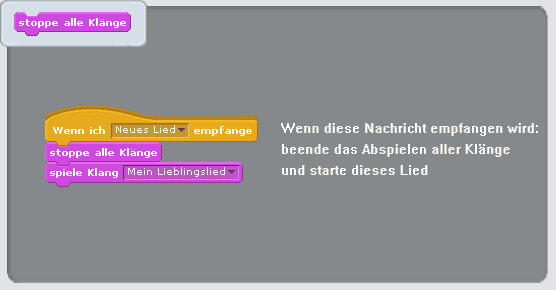 stoppe alle Klänge
Wenn ich Neues Lied empfange
stoppe alle Klänge
spiele Klang Mein Lieblingslied
Wenn diese Nachricht empfangen wird:
beende das Abspielen aller Klänge
und starte dieses Lied